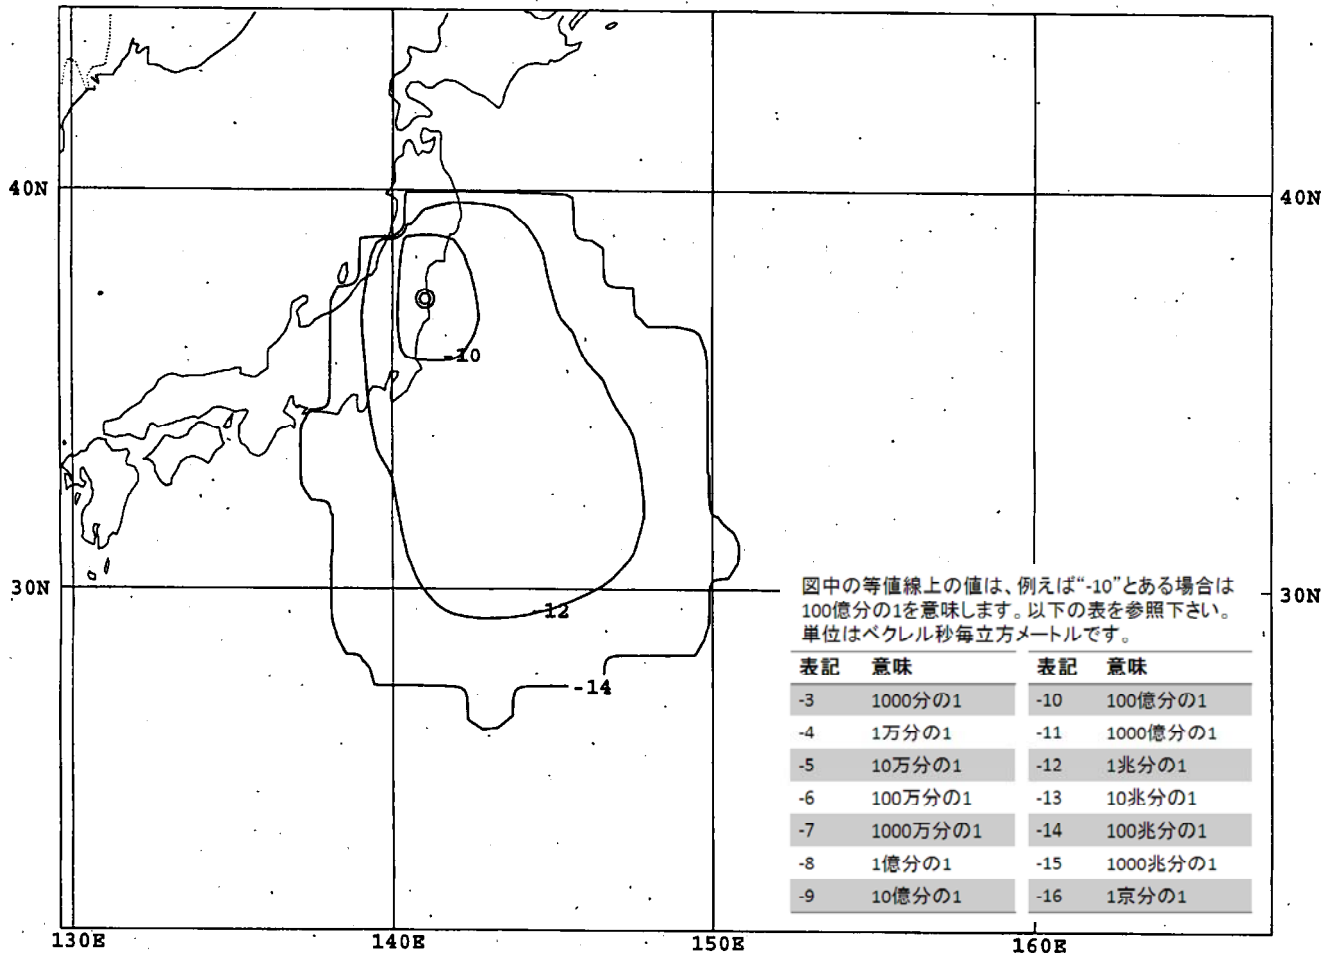 40N
40N
-10
30N
30N
-12
-14
図中の等値線上の値は、例えば“-10”とある場合は
100億分の1を意味します。以下の表を参照下さい。
単位はベクレル秒毎立方メートルです。
表記 意味 表記 意味
-3 1000分の1 -10 100億分の1
-4 1万分の1 -11 1000億分の1
-5 10万分の1 -12 1兆分の1
-6 100万分の1 -13 10兆分の1
-7 1000万分の1 -14 100兆分の1
-8 1億分の1 -15 1000兆分の1
-9 10億分の1 -16 1京分の1
130E 140E 150E 160E